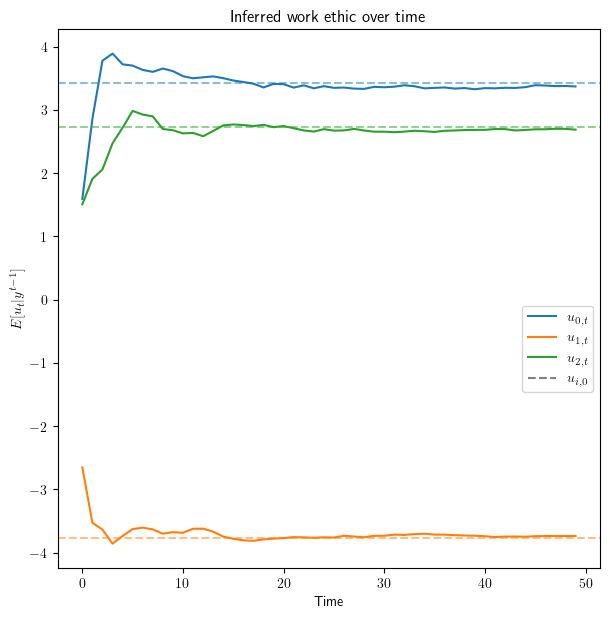 Inferred work ethic over time
E[u_t|y^{t−1}]
4
3
2
1
0
−1
−2
−3
−4
u_{0,t}
u_{1,t}
u_{2,t}
u_{i,0}
0
10
20
30
40
50
Time